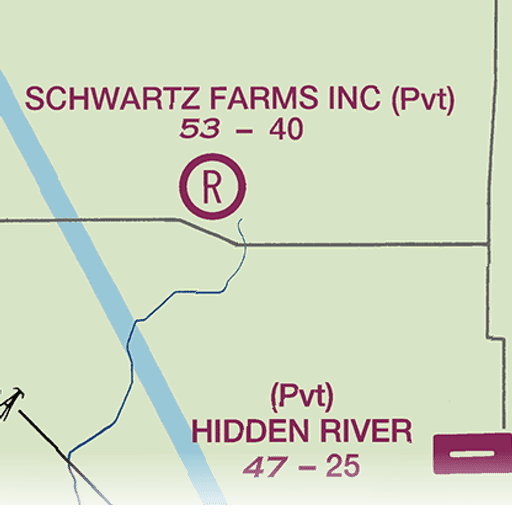 SCHWARTZ FARMS INC (Pvt)
53 – 40
R
(Pvt)
HIDDEN RIVER
47 – 25